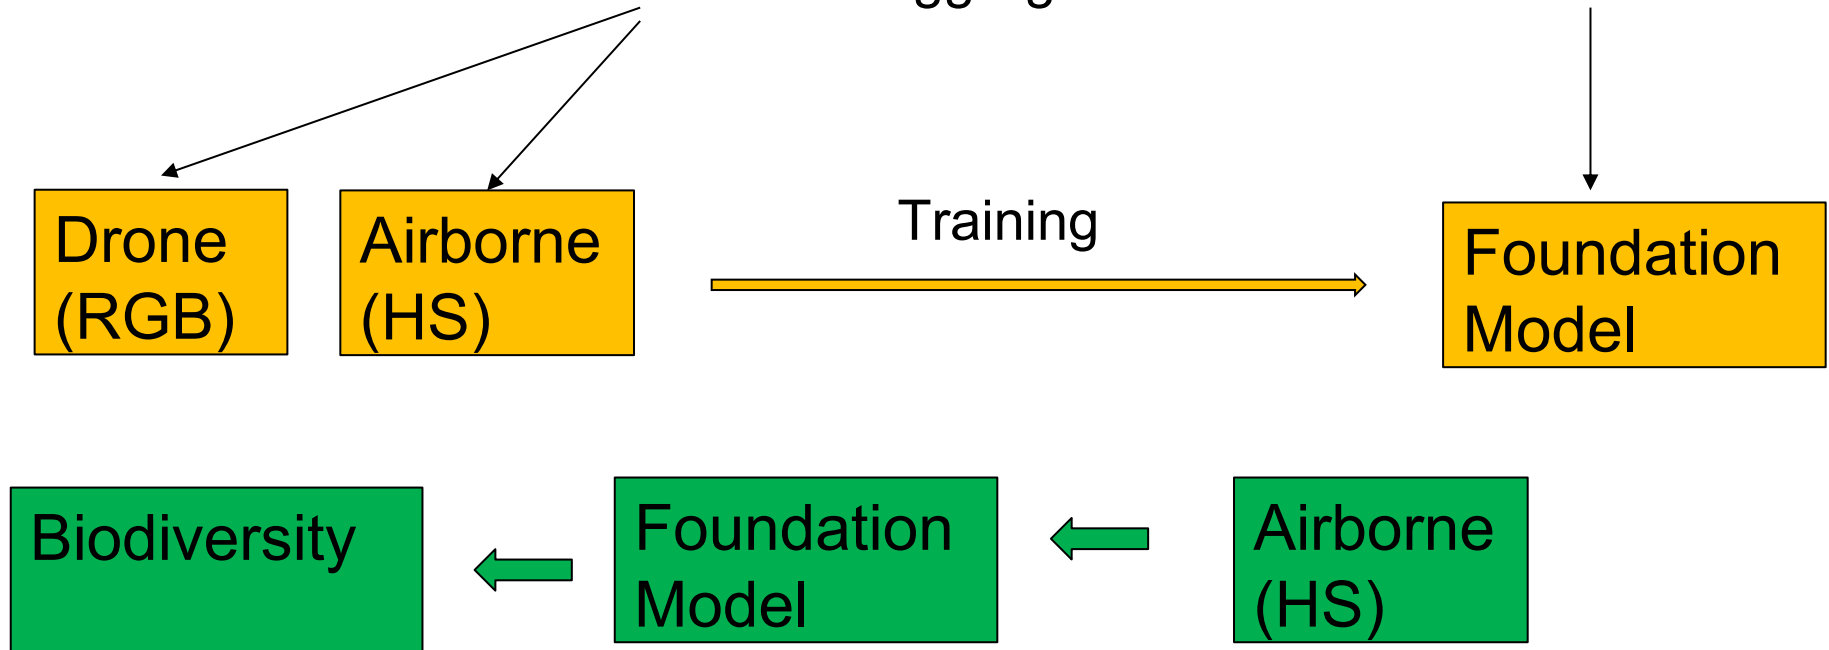 Drone
(RGB)
Airborne
(HS)
Training
Foundation
Model
Biodiversity
Foundation
Model
Airborne
(HS)